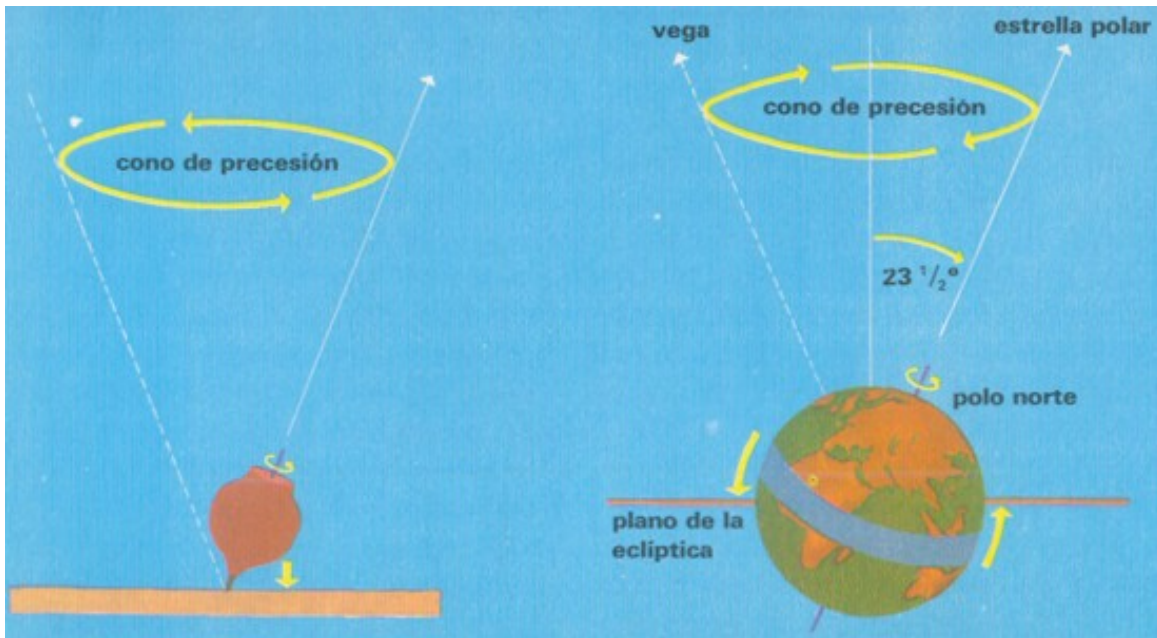 cono de precesión
vega
estrella polar
cono de precesión
23 1/2°
polo norte
plano de la
eclíptica